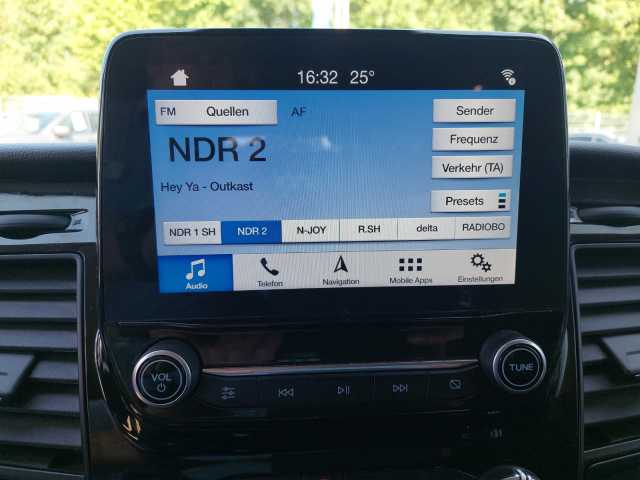 16:32 25°
FM Quellen AF Sender
NDR 2 Frequenz
Verkehr (TA)
Hey Ya - Outkast
Presets
NDR 1 SH NDR 2 N-JOY R.SH delta RADIOBO
Audio Telefon Navigation Mobile Apps Einstellungen
VOL TUNE